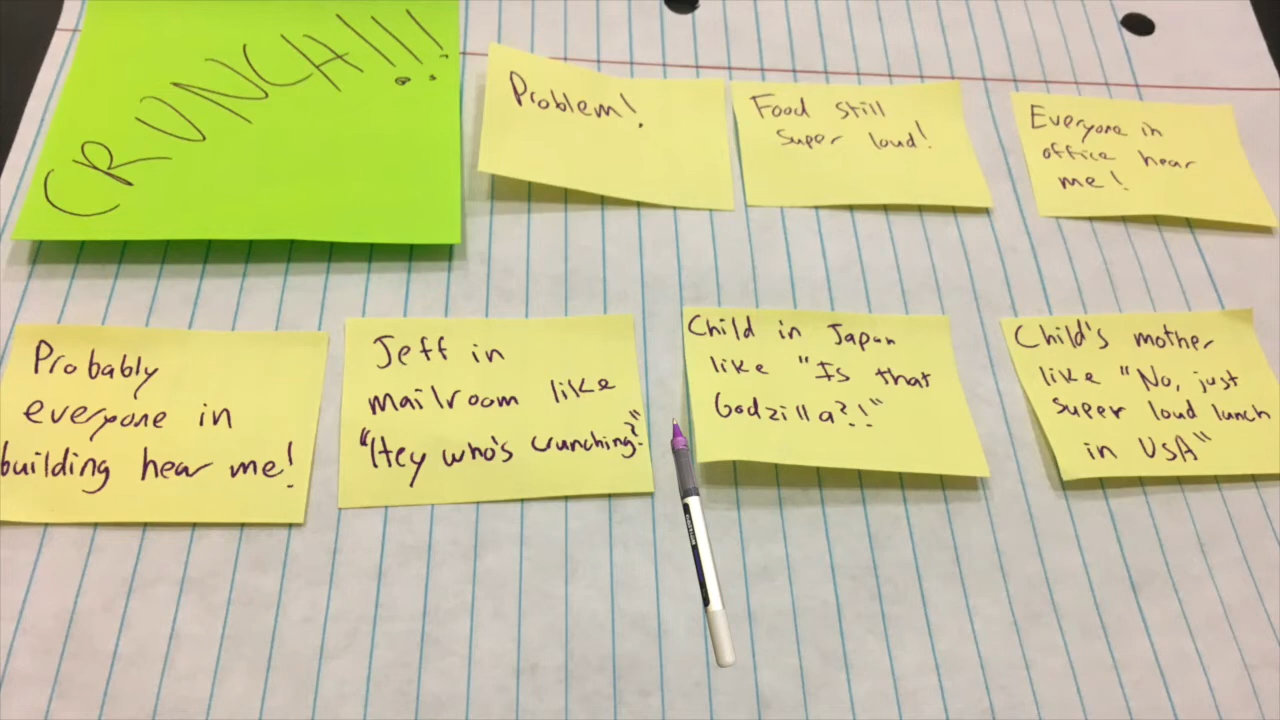 CRUNCH!!!
Problem!
Food still
super loud!
Everyone in
office hear
me!
Probably
everyone in
building hear me!
Jeff in
mailroom like
"Hey who's crunching?"
Child in Japan
like "Is that
Godzilla?!"
Child's mother
like "No, just
super loud lunch
in USA"